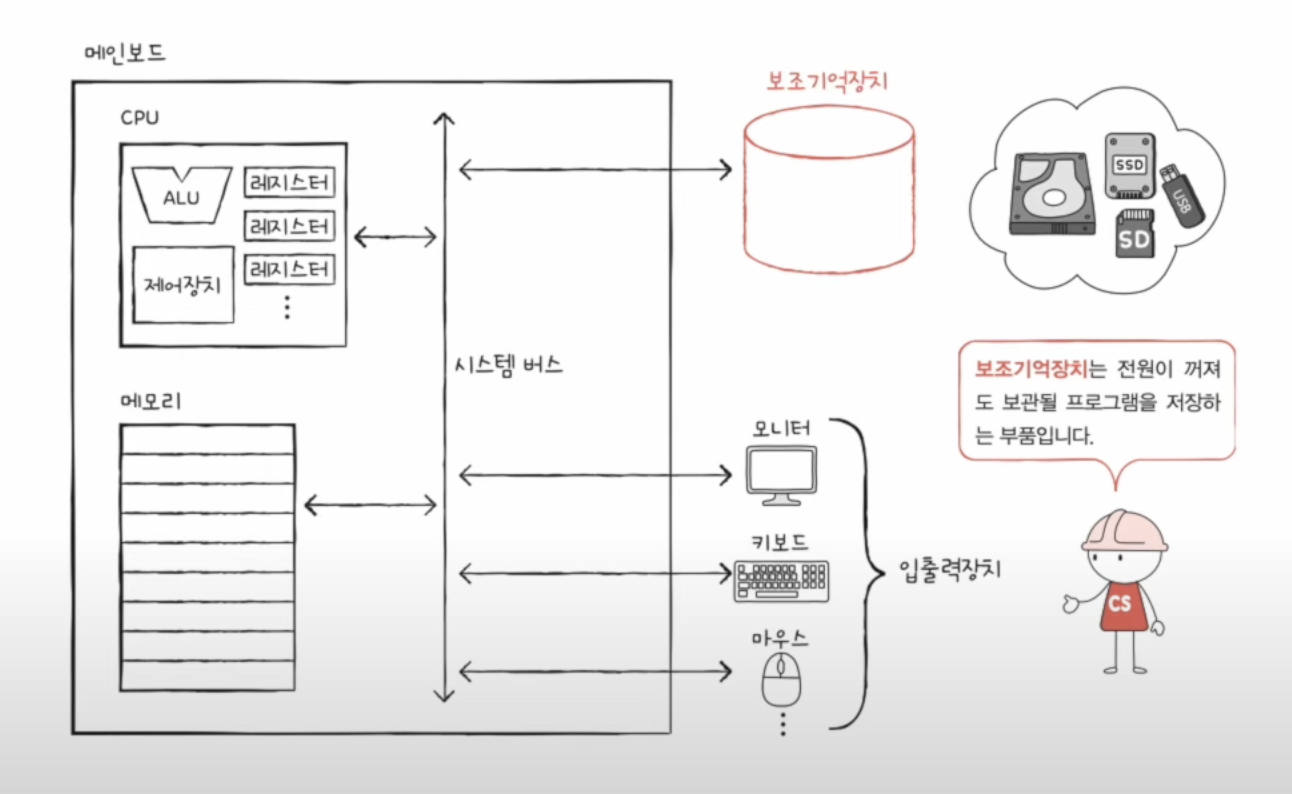 메인보드
CPU
ALU
레지스터
레지스터
레지스터
제어장치
메모리
시스템 버스
보조기억장치
SSD
USB
SD
보조기억장치는 전원이 꺼져
도 보관될 프로그램을 저장하
는 부품입니다.
모니터
키보드
마우스
입출력장치
CS